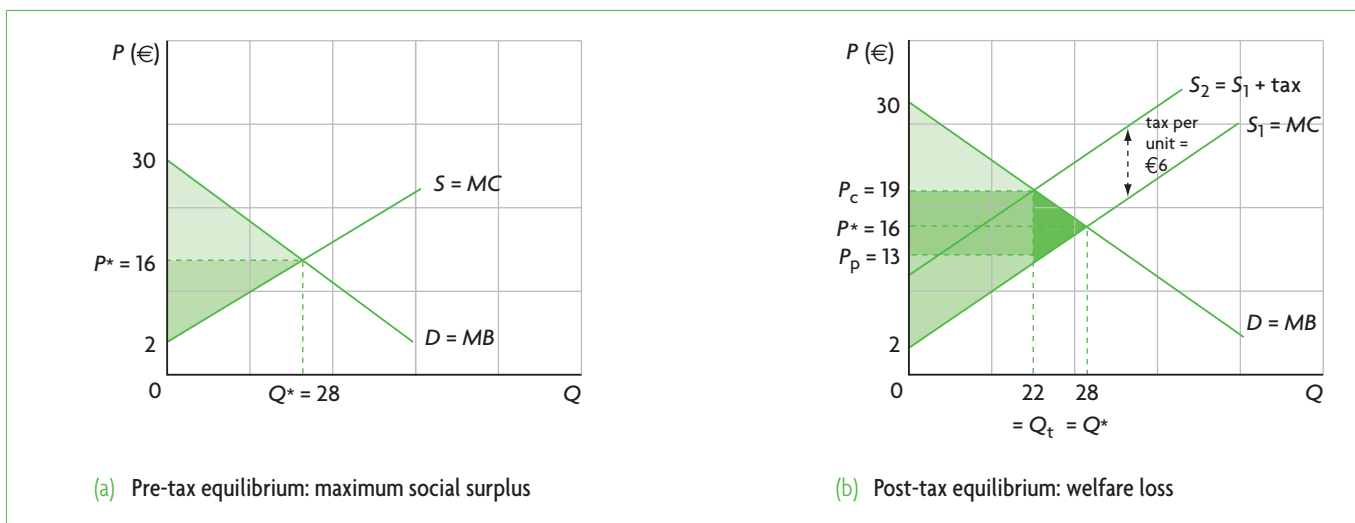 P (€)
30
P* = 16
2
0
Q* = 28
Q
S = MC
D = MB
(a) Pre-tax equilibrium: maximum social surplus
P (€)
30
Pc = 19
P* = 16
Pp = 13
2
0
22 28
= Qt = Q*
Q
S2 = S1 + tax
tax per
unit =
€6
S1 = MC
D = MB
(b) Post-tax equilibrium: welfare loss